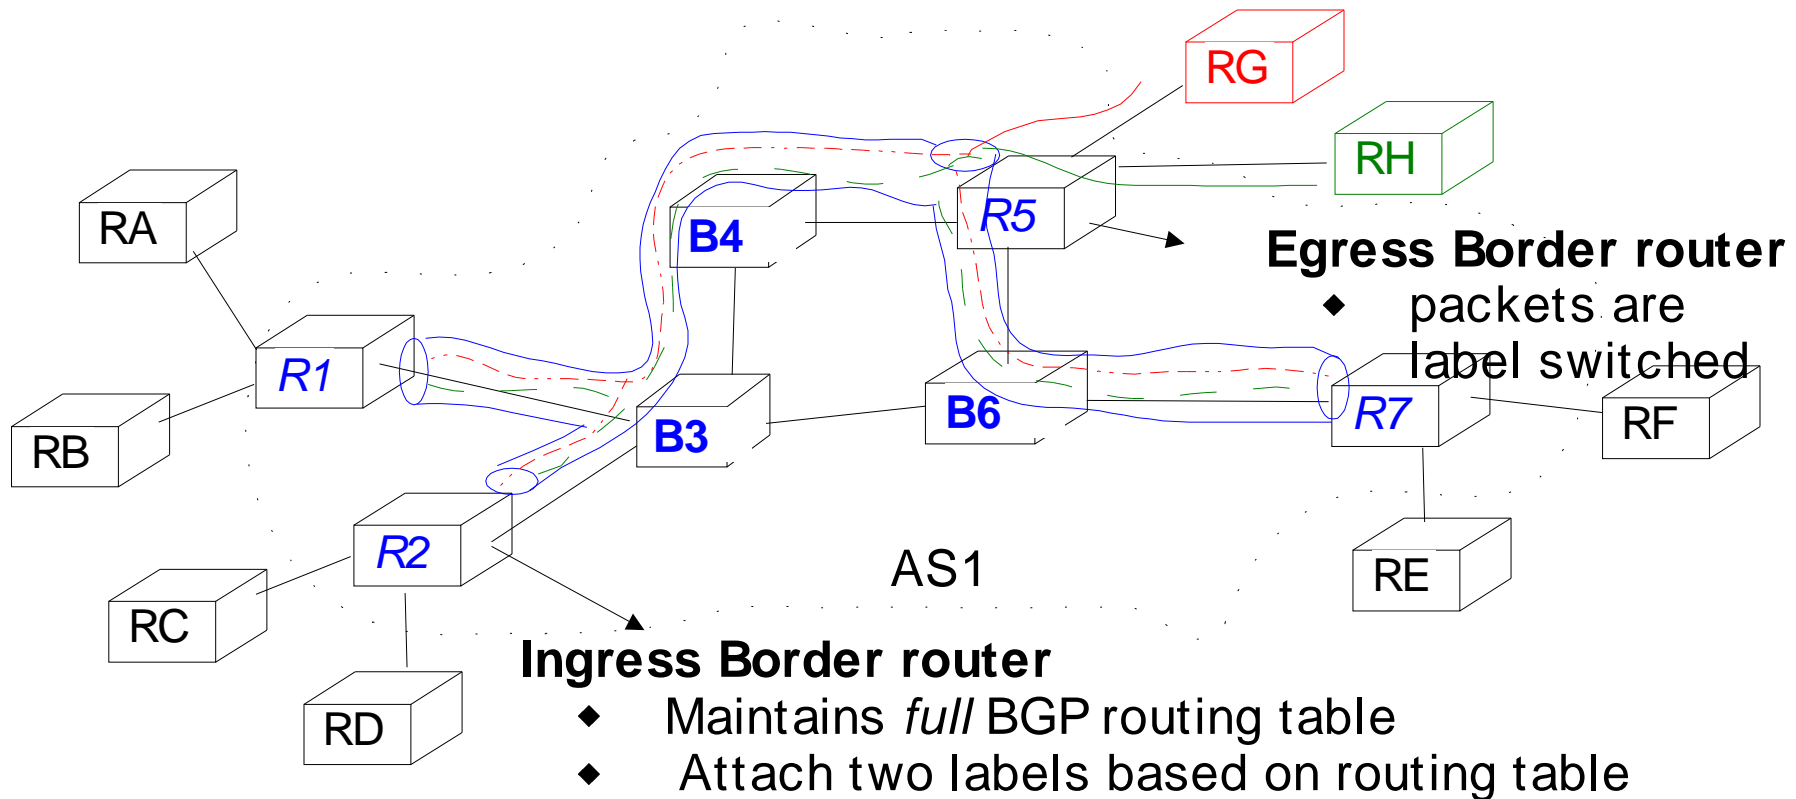 RG
RH
RA
B4
R5
Egress Border router
◆ packets are
label switched
R1
RB
B3
B6
R7
RF
R2
AS1
RE
RC
Ingress Border router
RD
◆ Maintains full BGP routing table
◆ Attach two labels based on routing table